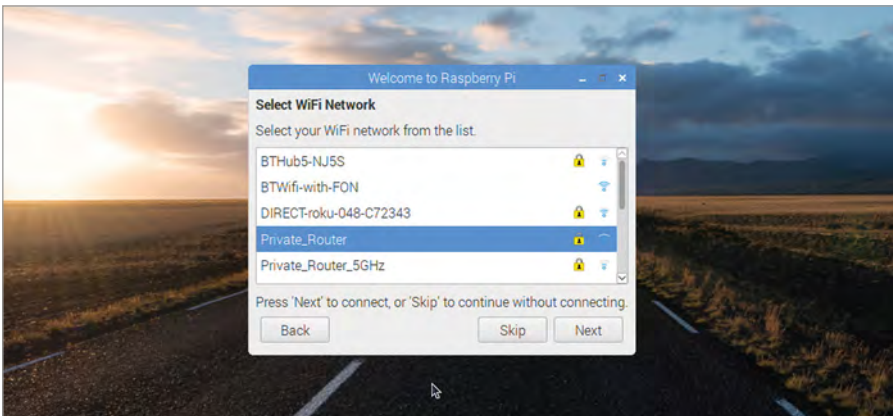 Welcome to Raspberry Pi
Select WiFi Network
Select your WiFi network from the list.
BTHub5-NJ5S
BTWifi-with-FON
DIRECT-roku-048-C72343
Private_Router
Private_Router_5GHz
Press 'Next' to connect, or 'Skip' to continue without connecting.
Back Skip Next